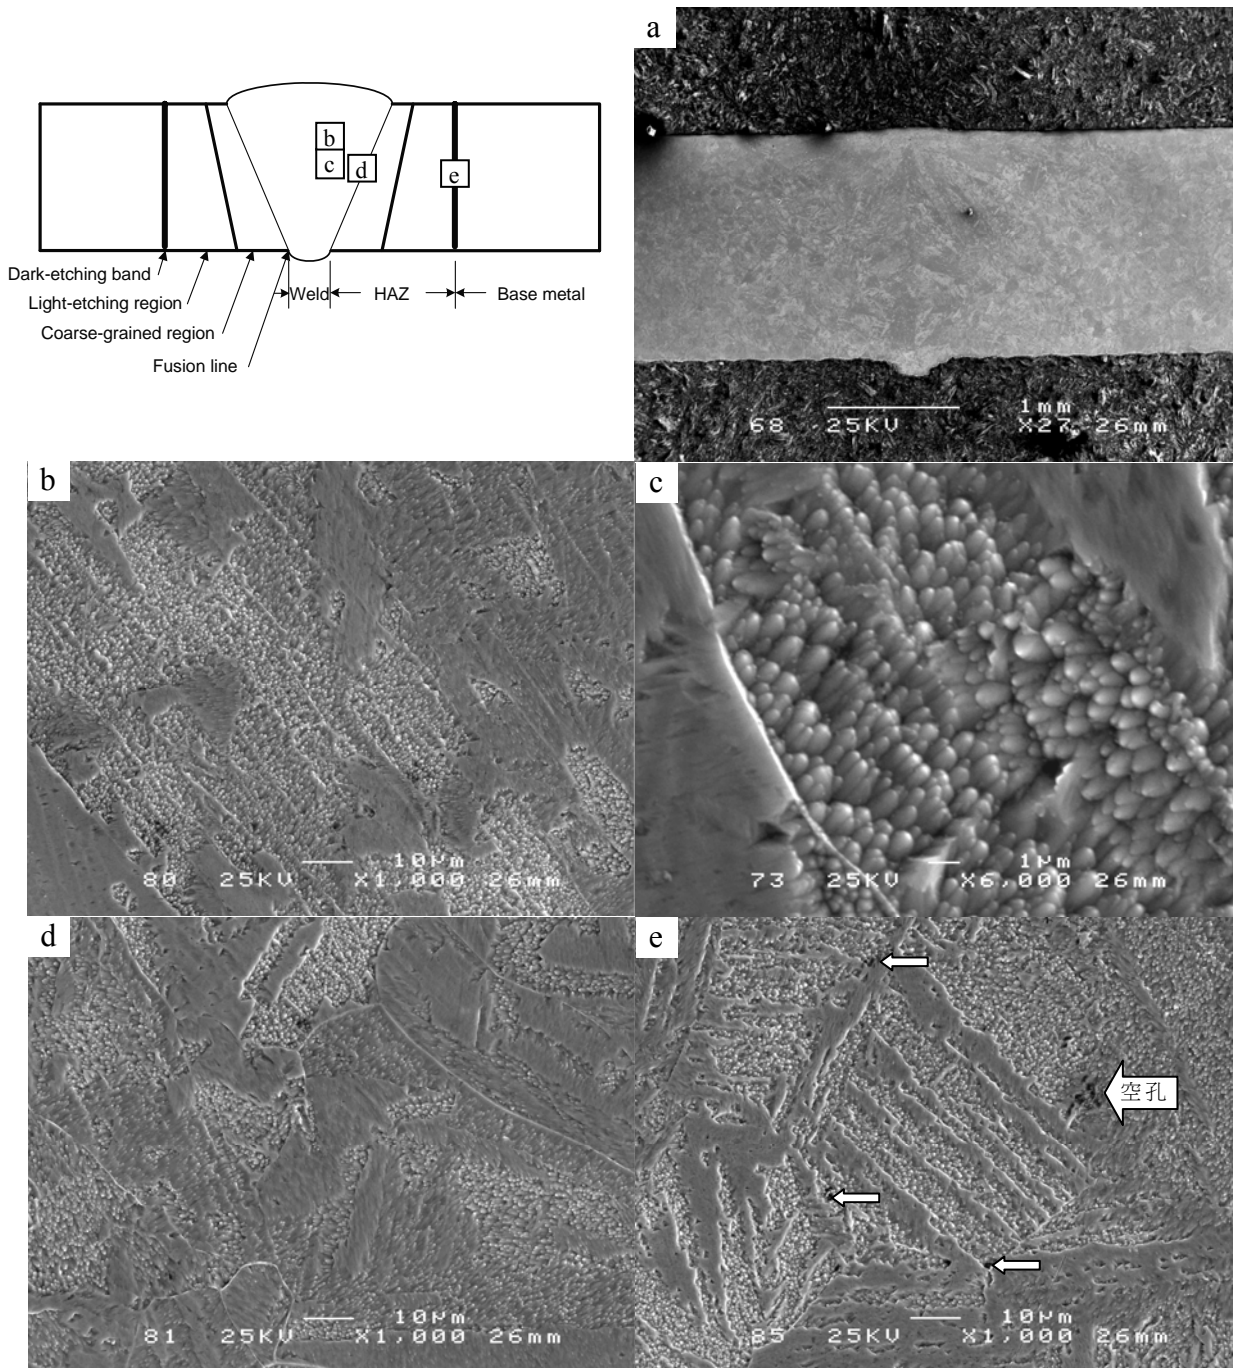 a
b
c
d
e
Dark-etching band
Light-etching region
Coarse-grained region
Fusion line
Weld
HAZ
Base metal
1mm
68 25KV X27 26mm
b
10μm
80 25KV X1,000 26mm
c
1μm
73 25KV X6,000 26mm
d
10μm
81 25KV X1,000 26mm
e
空孔
10μm
85 25KV X1,000 26mm